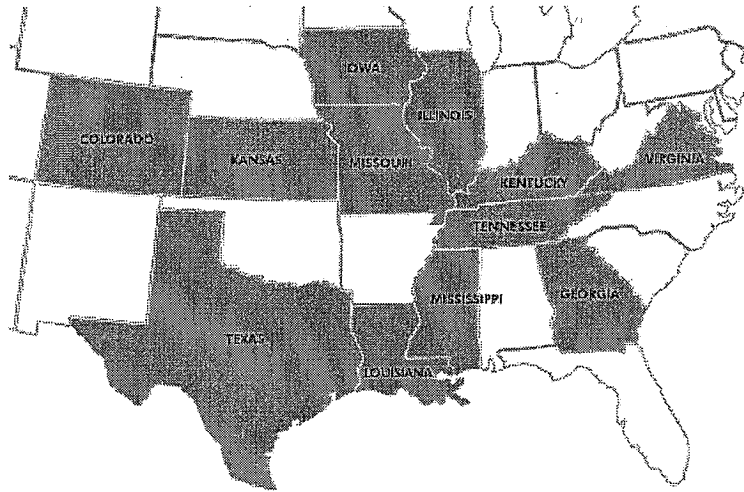 IOWA
ILLINOIS
COLORADO
KANSAS
MISSOURI
VIRGINIA
KENTUCKY
TENNESSEE
MISSISSIPPI
GEORGIA
TEXAS
LOUISIANA